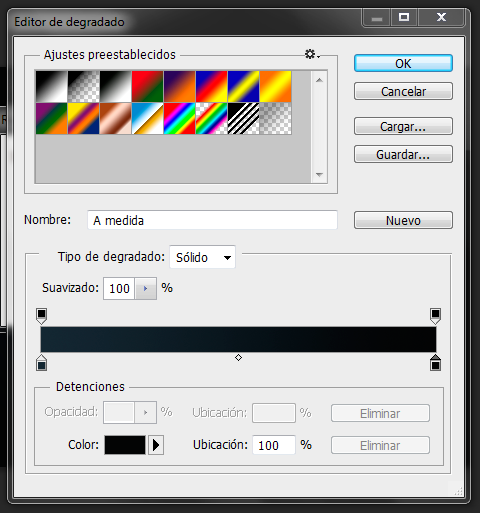 Editor de degradado
Ajustes preestablecidos
OK
Cancelar
Cargar...
Guardar...
Nombre: A medida
Nuevo
Tipo de degradado: Sólido
Suavizado: 100 %
Detenciones
Opacidad: % Ubicación: % Eliminar
Color: Ubicación: 100 % Eliminar